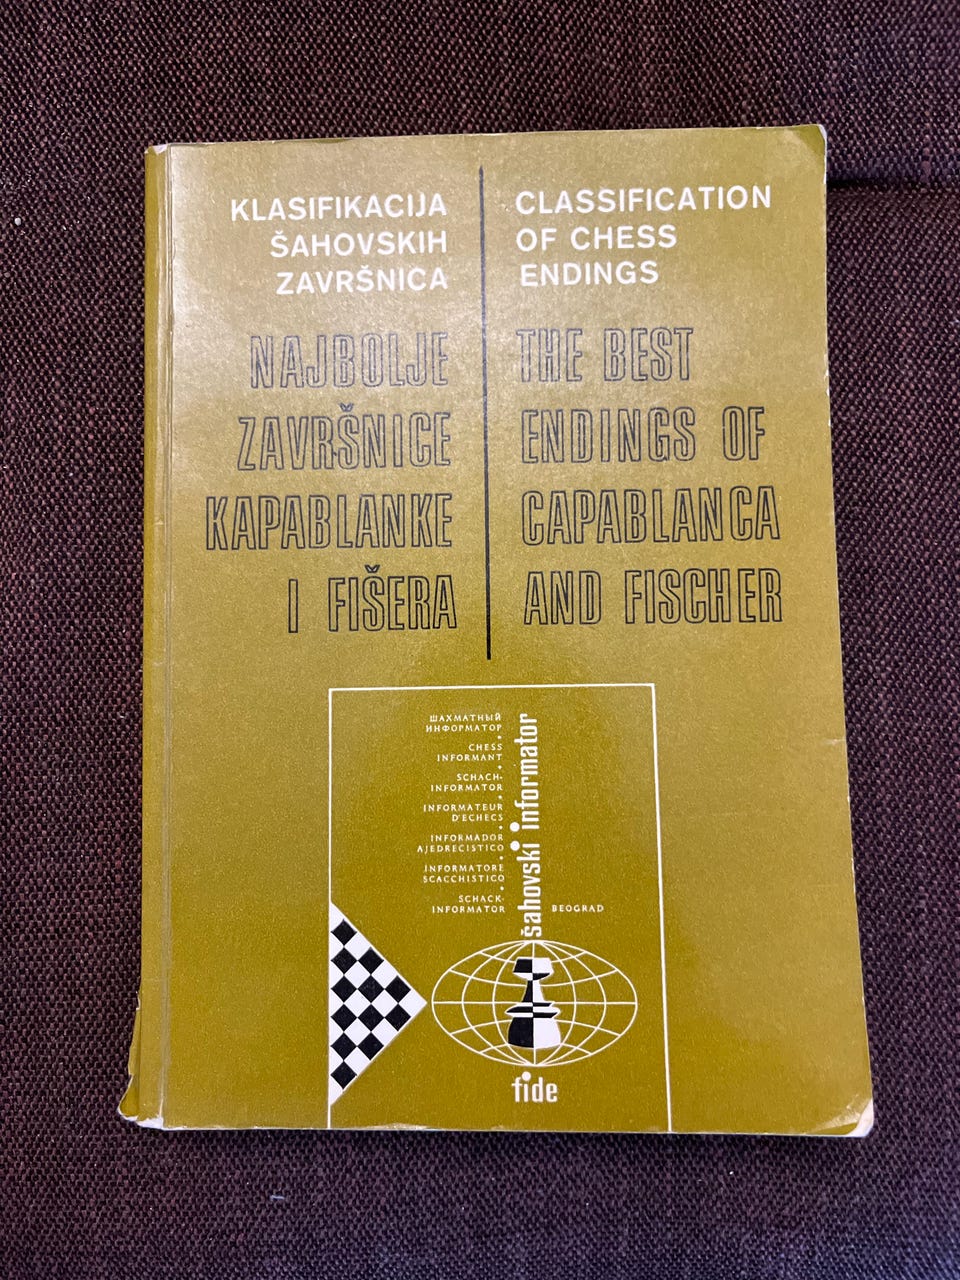 KLASIFIKACIJA
ŠAHOVSKIH
ZAVRŠNICA
NAJBOLJE
ZAVRŠNICE
KAPABLANKE
I FIŠERA
CLASSIFICATION
OF CHESS
ENDINGS
THE BEST
ENDINGS OF
CAPABLANCA
AND FISCHER
ШАХМАТНЫЙ
ИНФОРМАТОР
CHESS
INFORMANT
SCHACH-
INFORMATOR
INFORMATEUR
D'ECHECS
INFORMADOR
AJEDRECISTICO
INFORMATORE
SCACCHISTICO
SCHACK-
INFORMATOR
šahovski informator
BEOGRAD
fide